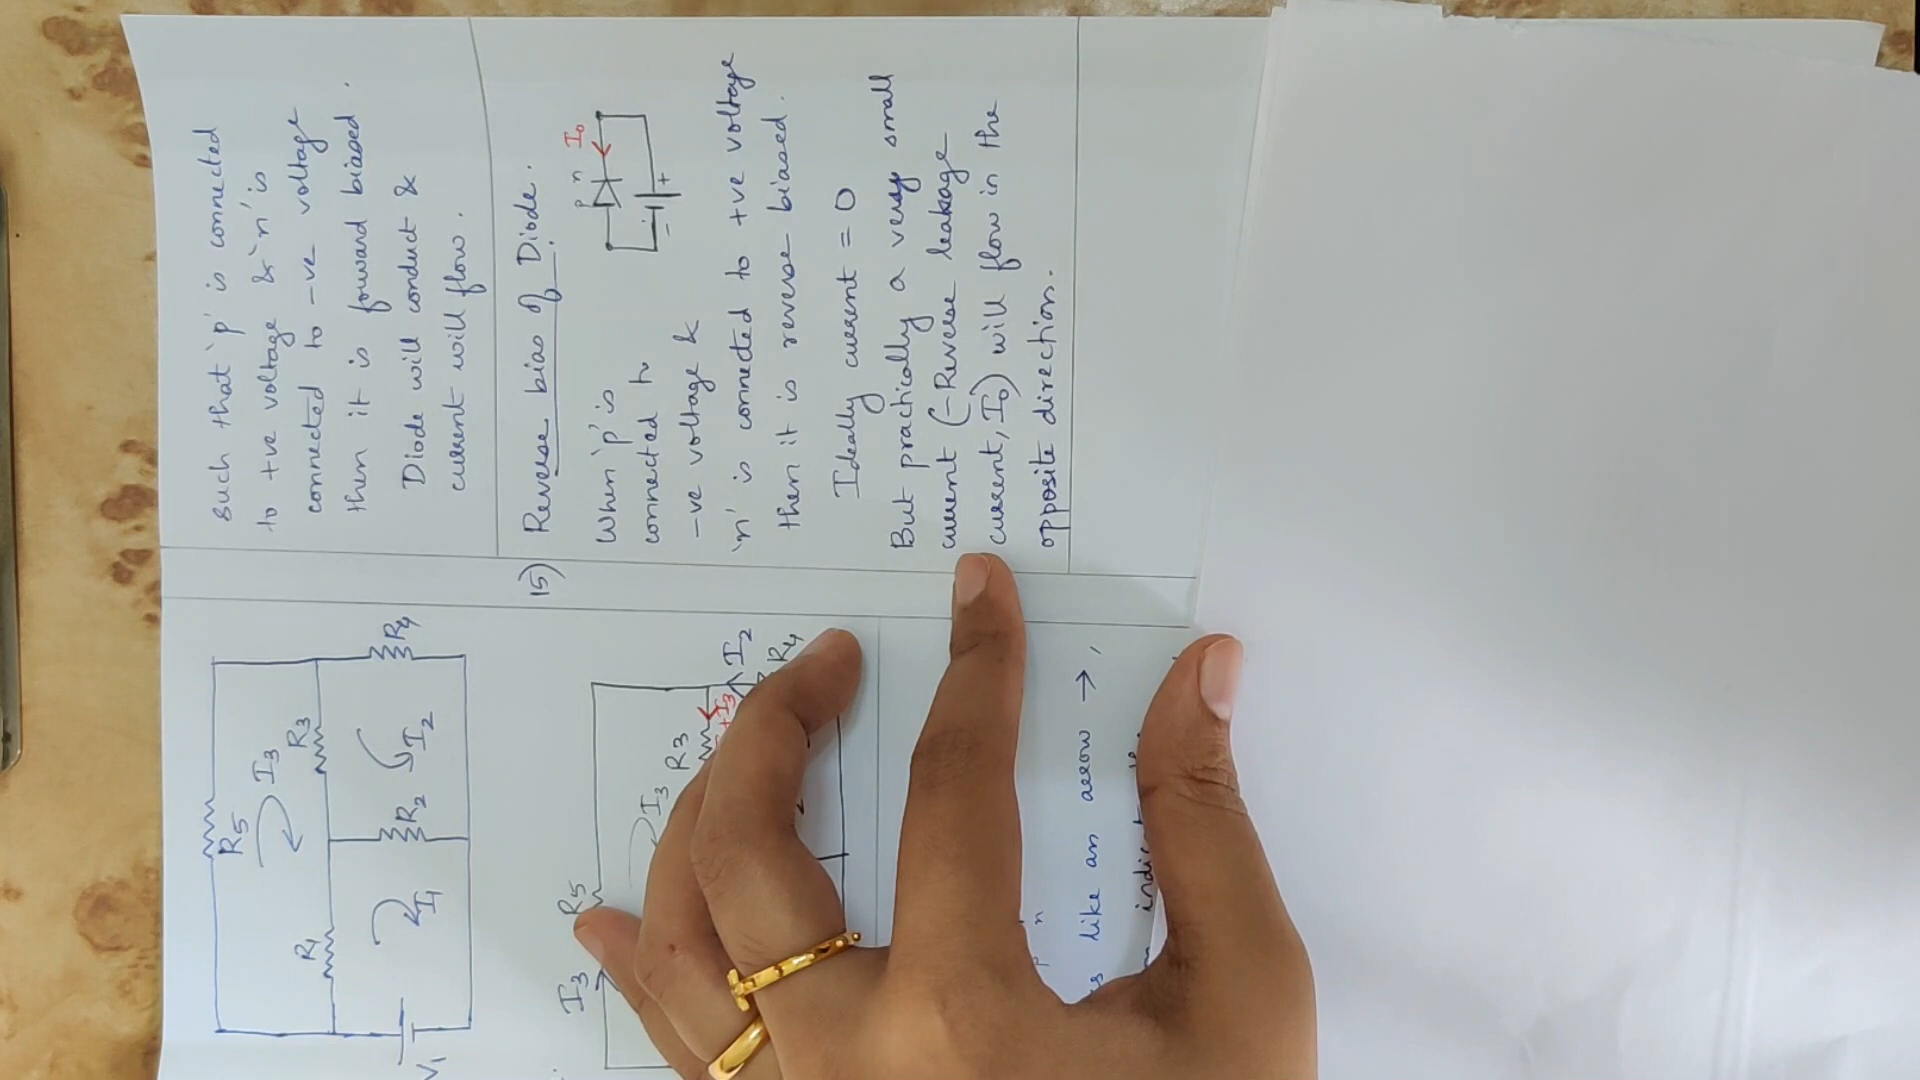 R5
I3
R1
R3
I1
R2
I2
R4
V1
I3
R5
I3
R3
+I3
I2
R4
p n
like an arrow →,
such that 'p' is connected
to +ve voltage & 'n' is
connected to -ve voltage
then it is forward biased.
Diode will conduct &
current will flow.
15) Reverse bias of Diode.
When 'p' is
connected to
-ve voltage &
p n
I0
- +
'n' is connected to +ve voltage
then it is reverse biased.
Ideally current = 0
But practically a very small
current (-Reverse leakage
current, I0) will flow in the
opposite direction.